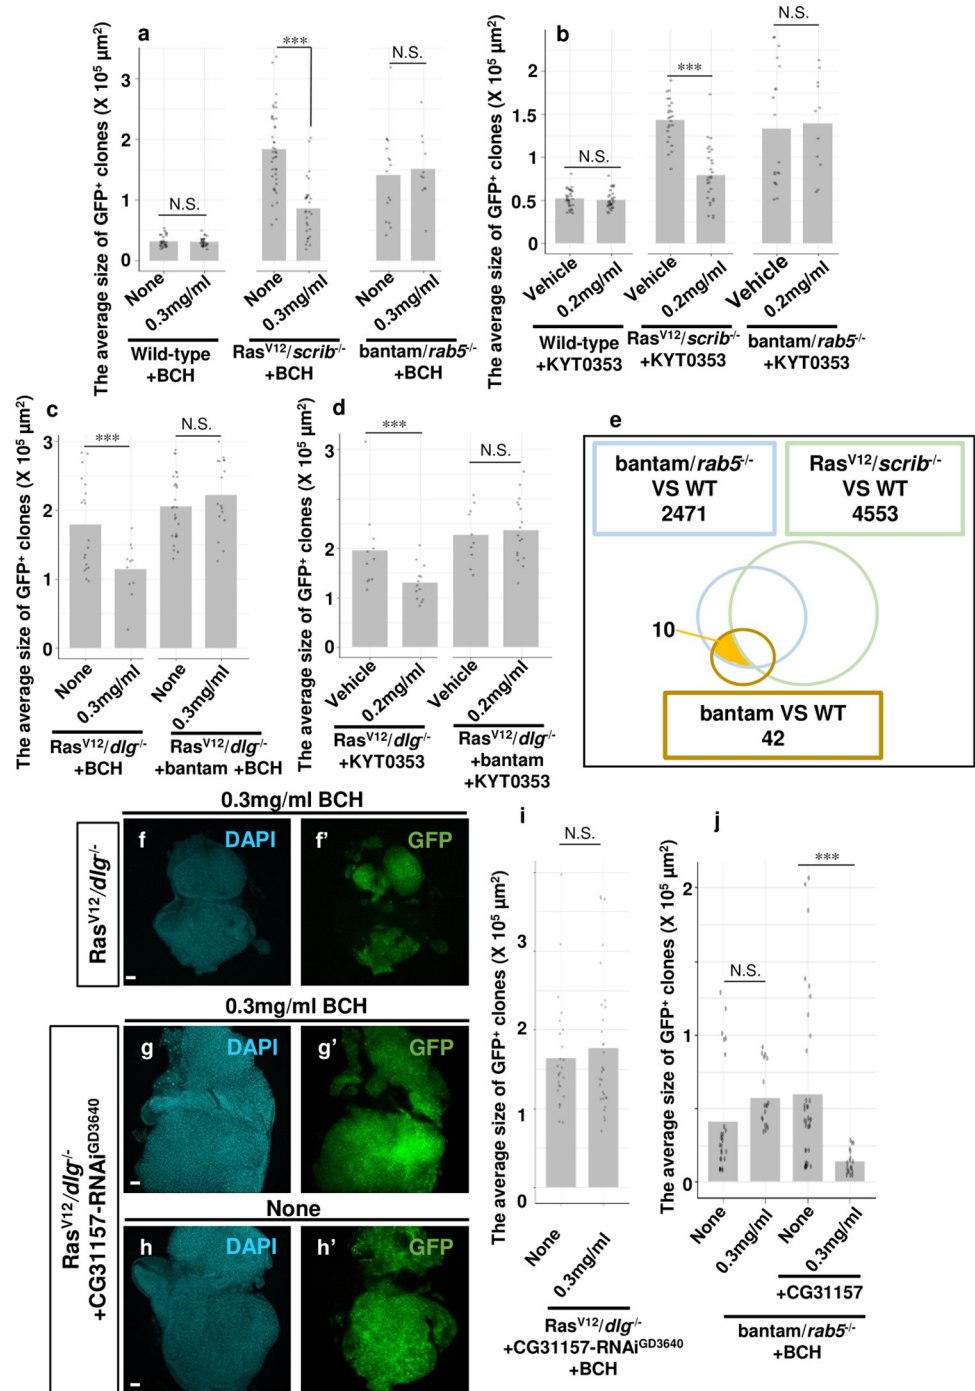 a
The average size of GFP⁺ clones (X 10⁵ µm²)
3
2
1
0
N.S.
***
N.S.
None
0.3mg/ml
None
0.3mg/ml
None
0.3mg/ml
Wild-type
+BCH
Rasⱽ¹²/scrib⁻/⁻
+BCH
bantam/rab5⁻/⁻
+BCH
b
The average size of GFP⁺ clones (X 10⁵ µm²)
2
1.5
1
0.5
0
N.S.
***
N.S.
Vehicle
0.2mg/ml
Vehicle
0.2mg/ml
Vehicle
0.2mg/ml
Wild-type
+KYT0353
Rasⱽ¹²/scrib⁻/⁻
+KYT0353
bantam/rab5⁻/⁻
+KYT0353
c
The average size of GFP⁺ clones (X 10⁵ µm²)
3
2
1
0
***
N.S.
None
0.3mg/ml
None
0.3mg/ml
Rasⱽ¹²/dlg⁻/⁻
+BCH
Rasⱽ¹²/dlg⁻/⁻
+bantam +BCH
d
The average size of GFP⁺ clones (X 10⁵ µm²)
3
2
1
0
***
N.S.
Vehicle
0.2mg/ml
Vehicle
0.2mg/ml
Rasⱽ¹²/dlg⁻/⁻
+KYT0353
Rasⱽ¹²/dlg⁻/⁻
+bantam
+KYT0353
e
bantam/rab5⁻/⁻
VS WT
2471
Rasⱽ¹²/scrib⁻/⁻
VS WT
4553
10
bantam VS WT
42
0.3mg/ml BCH
Rasⱽ¹²/dlg⁻/⁻
f
DAPI
f'
GFP
0.3mg/ml BCH
Rasⱽ¹²/dlg⁻/⁻
+CG31157-RNAiᴳᴰ³⁶⁴⁰
g
DAPI
g'
GFP
None
h
DAPI
h'
GFP
i
The average size of GFP⁺ clones (X 10⁵ µm²)
3
2
1
0
N.S.
None
0.3mg/ml
Rasⱽ¹²/dlg⁻/⁻
+CG31157-RNAiᴳᴰ³⁶⁴⁰
+BCH
j
The average size of GFP⁺ clones (X 10⁵ µm²)
2
1
0
N.S.
***
None
0.3mg/ml
None
0.3mg/ml
+CG31157
bantam/rab5⁻/⁻
+BCH